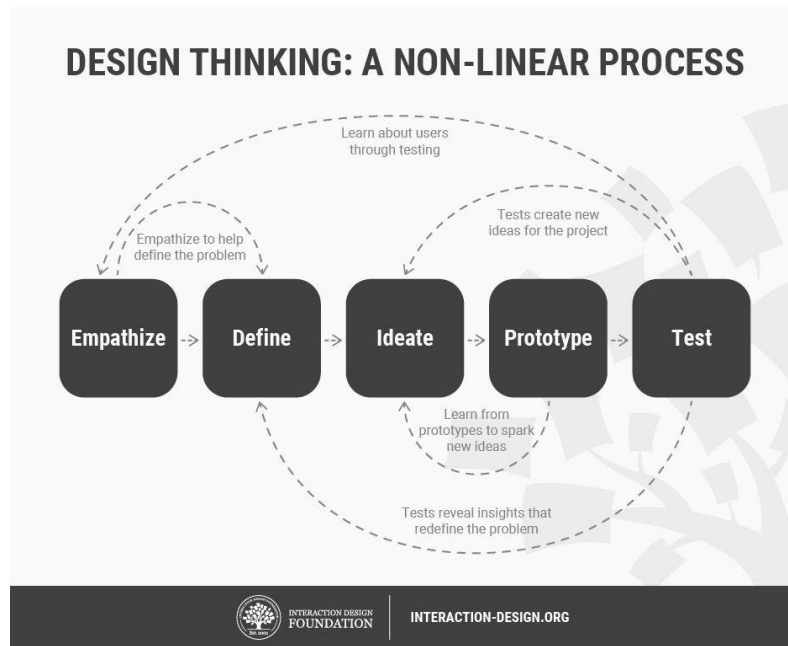 DESIGN THINKING: A NON-LINEAR PROCESS
Learn about users
through testing
Tests create new
ideas for the project
Empathize to help
define the problem
Empathize
Define
Ideate
Prototype
Test
Learn from
prototypes to spark
new ideas
Tests reveal insights that
redefine the problem
INTERACTION DESIGN
FOUNDATION
INTERACTION-DESIGN.ORG
Est. 2002